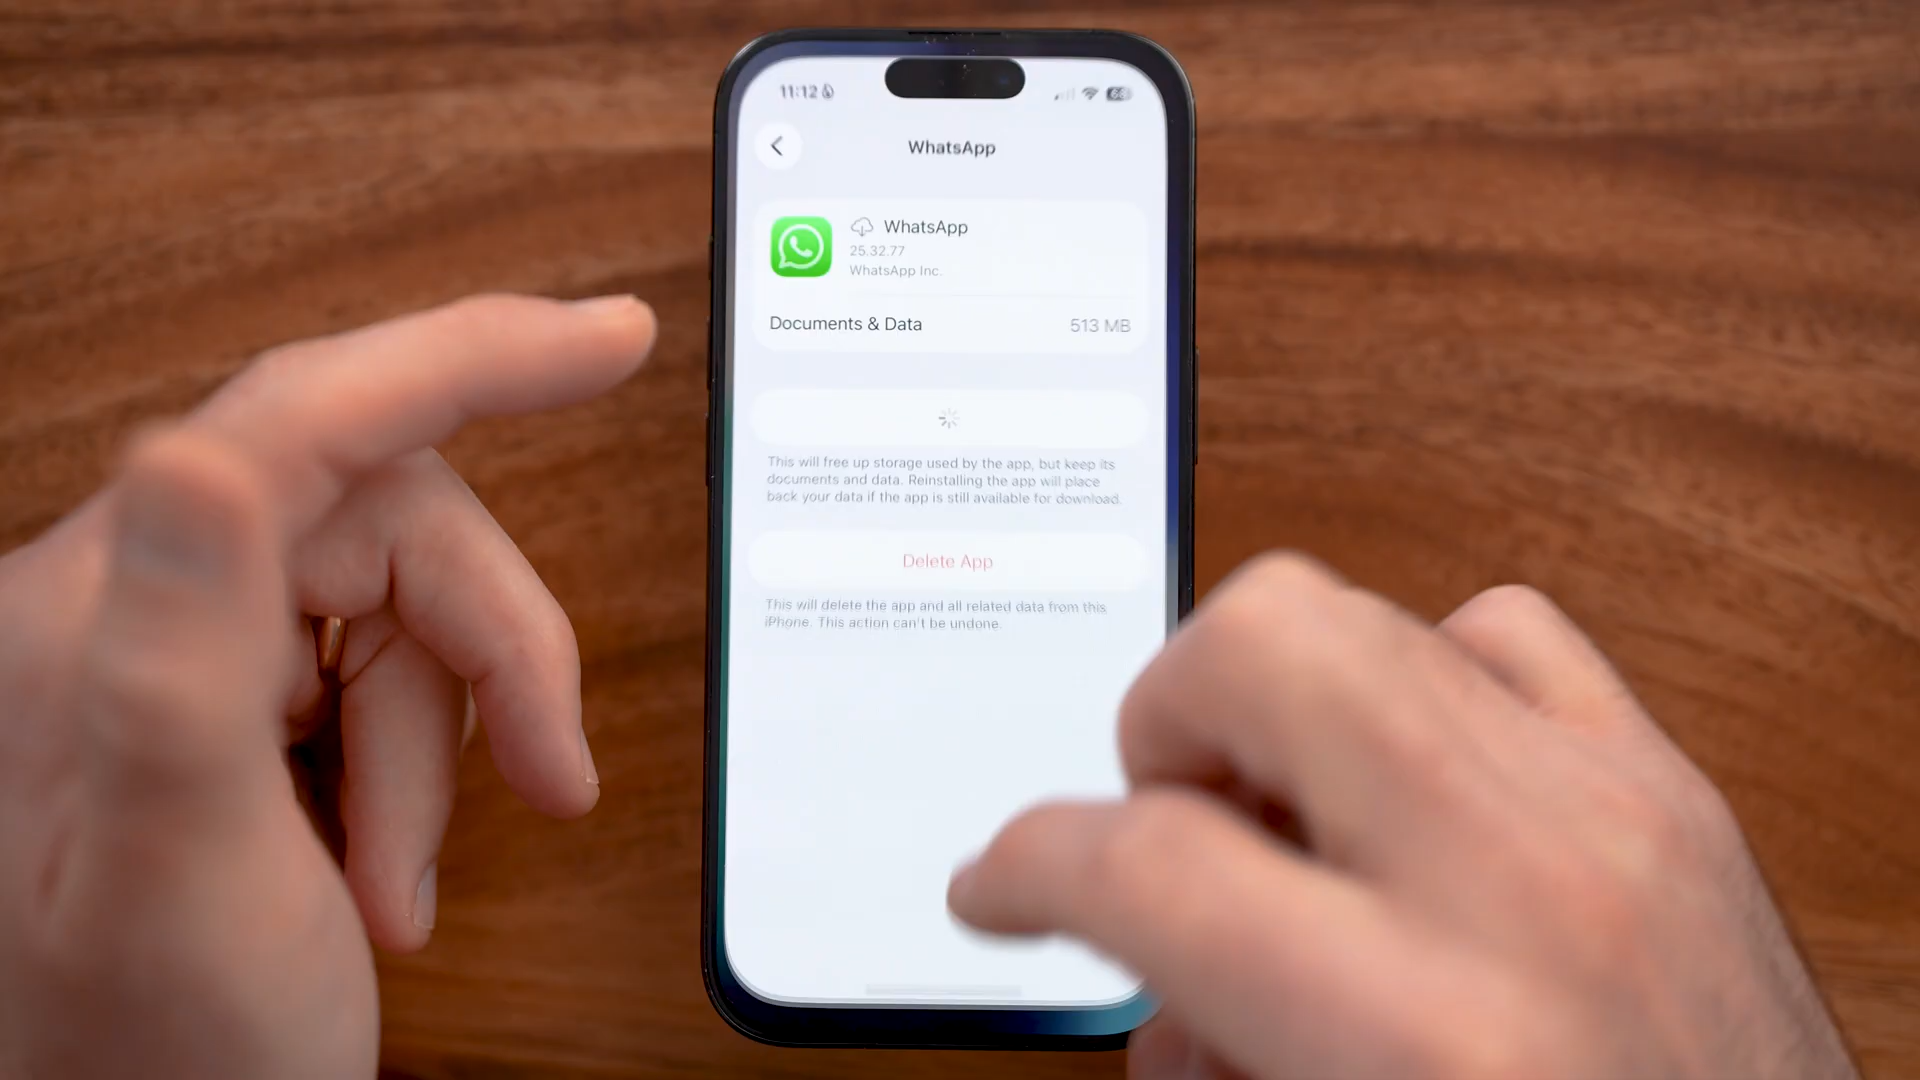 11:12
WhatsApp
WhatsApp
25.32.77
WhatsApp Inc.
Documents & Data 513 MB
This will free up storage used by the app, but keep its
documents and data. Reinstalling the app will place
back your data if the app is still available for download.
Delete App
This will delete the app and all related data from this
iPhone. This action can't be undone.